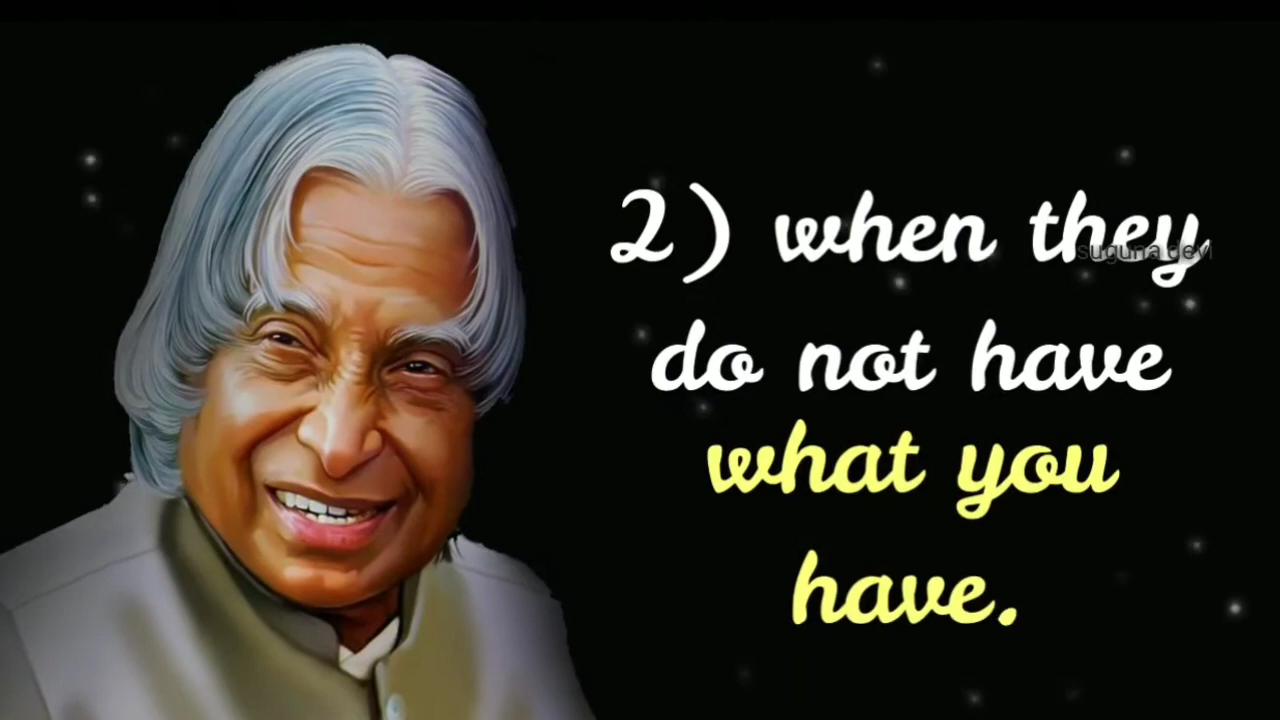 2) when they
suguna devi
do not have
what you
have.